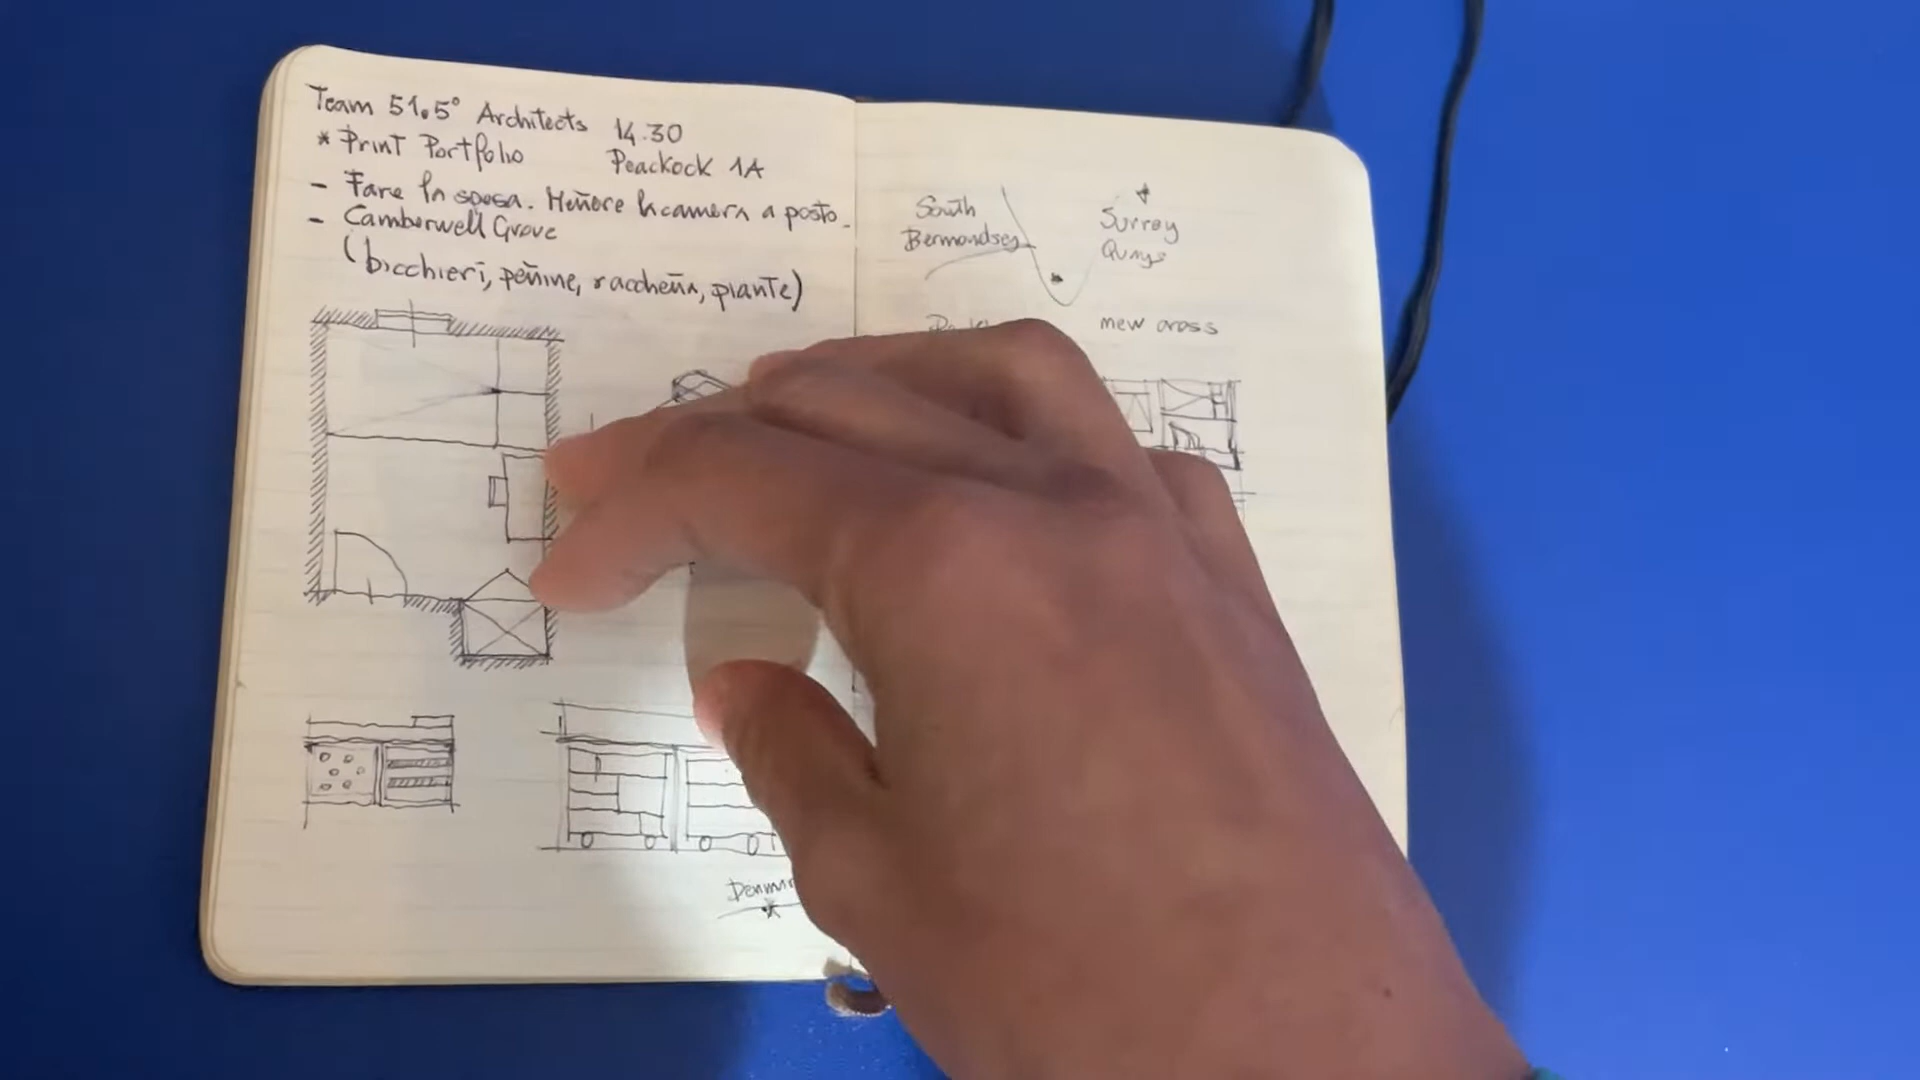 Team 51.5° Architects 14.30
* Print Portfolio Peackock 1A
- Fare la spesa. Mettere la camera a posto.
- Camberwell Grove
(bicchieri, pettine, racchetta, piante)
South
Bermondsey
Surrey
Quays
new cross